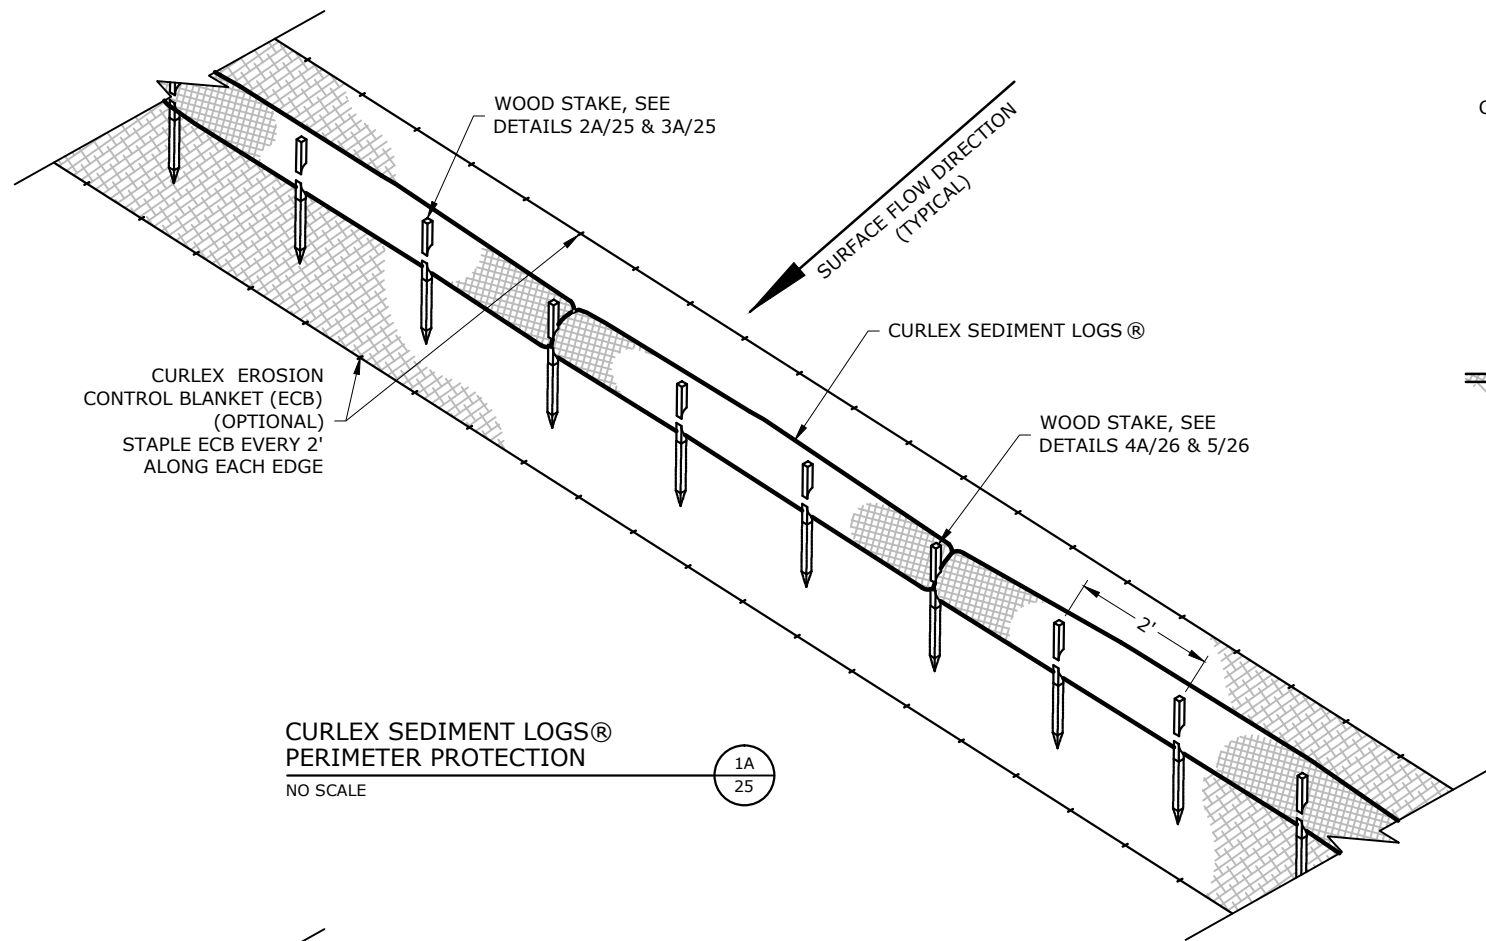 WOOD STAKE, SEE
DETAILS 2A/25 & 3A/25
SURFACE FLOW DIRECTION
(TYPICAL)
CURLEX SEDIMENT LOGS®
CURLEX EROSION
CONTROL BLANKET (ECB)
(OPTIONAL)
STAPLE ECB EVERY 2'
ALONG EACH EDGE
WOOD STAKE, SEE
DETAILS 4A/26 & 5/26
2'
CURLEX SEDIMENT LOGS®
PERIMETER PROTECTION
NO SCALE
1A
25